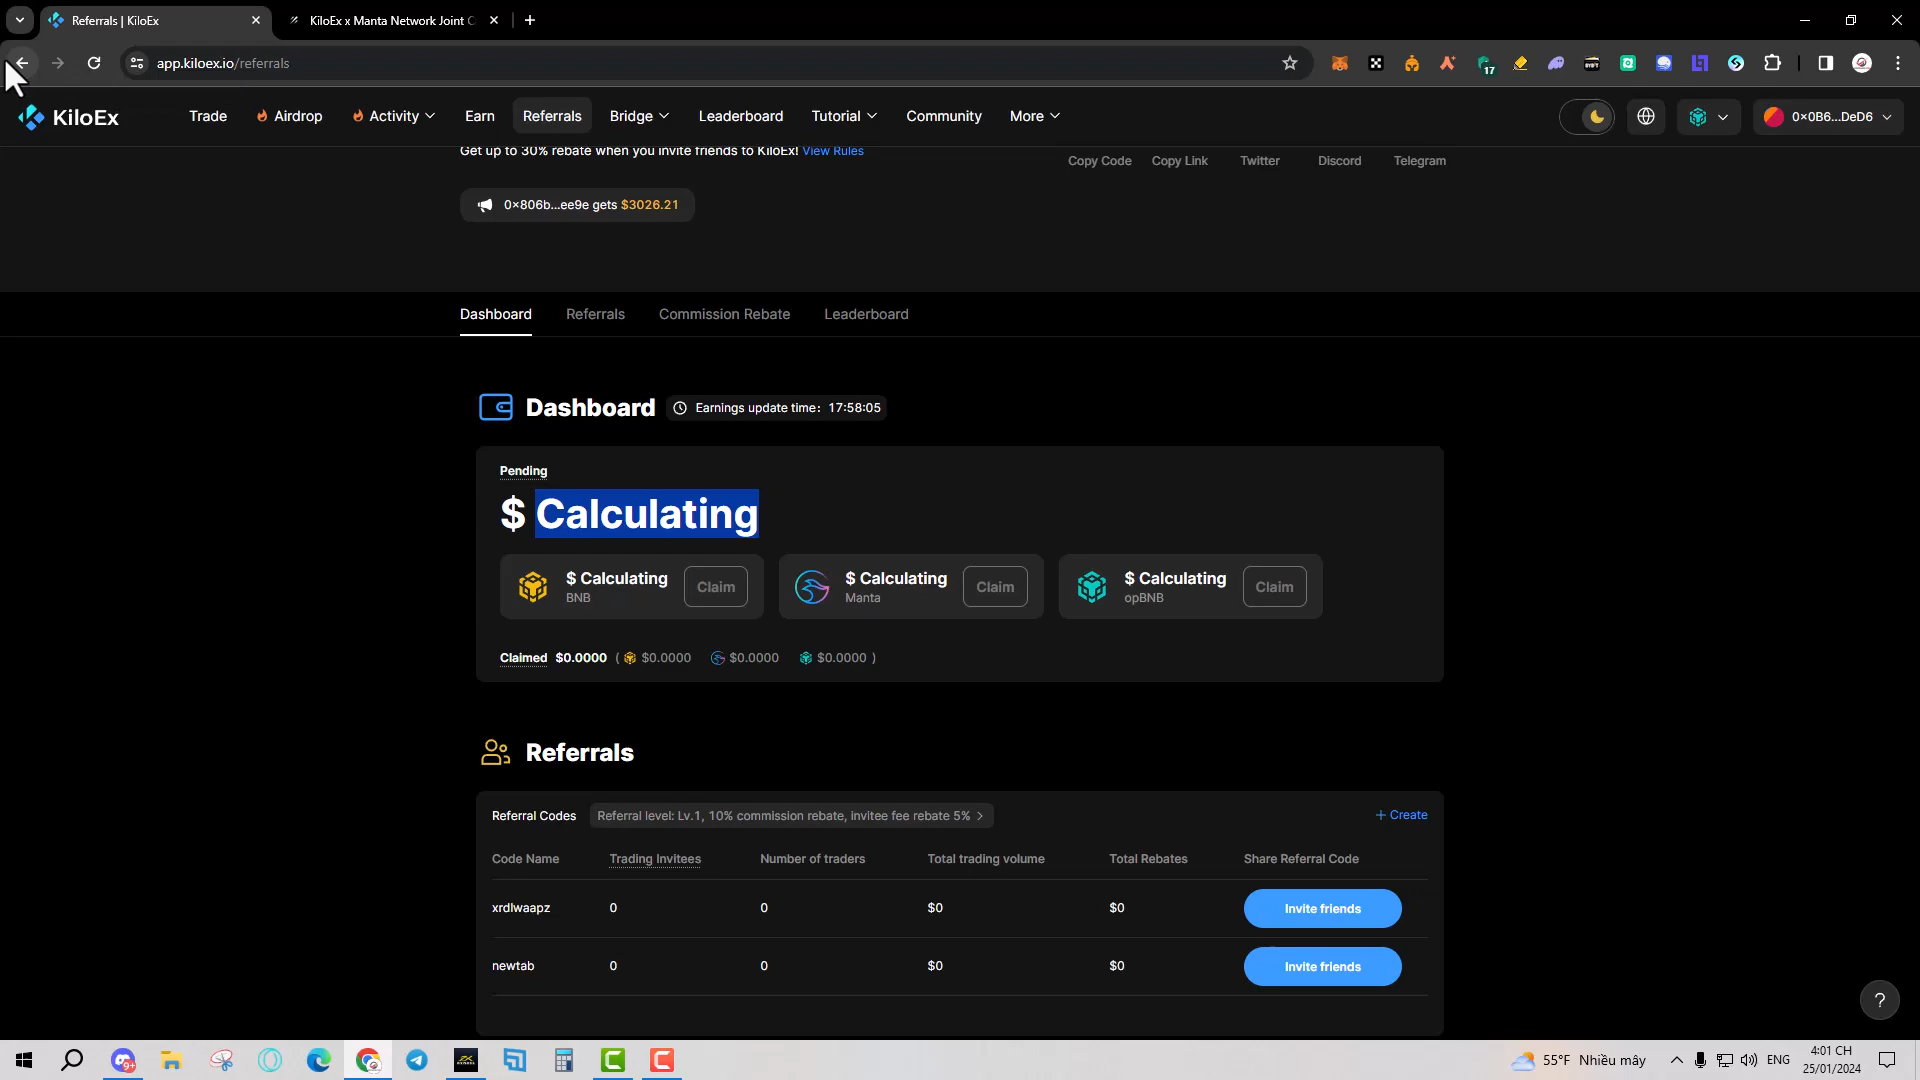 Referrals | KiloEx
KiloEx x Manta Network Joint C
app.kiloex.io/referrals
17
KiloEx
Trade
Airdrop
Activity
Earn
Referrals
Bridge
Leaderboard
Tutorial
Community
More
0×0B6...DeD6
Get up to 30% rebate when you invite friends to KiloEx! View Rules
Copy Code
Copy Link
Twitter
Discord
Telegram
0×806b...ee9e gets $3026.21
Dashboard
Referrals
Commission Rebate
Leaderboard
Dashboard
Earnings update time: 17:58:05
Pending
$ Calculating
$ Calculating
BNB
Claim
$ Calculating
Manta
Claim
$ Calculating
opBNB
Claim
Claimed $0.0000 ( $0.0000 $0.0000 $0.0000 )
Referrals
Referral Codes
Referral level: Lv.1, 10% commission rebate, invitee fee rebate 5% >
+ Create
Code Name
Trading Invitees
Number of traders
Total trading volume
Total Rebates
Share Referral Code
xrdlwaapz 0 0 $0 $0 Invite friends
newtab 0 0 $0 $0 Invite friends
?
9+
55°F Nhiều mây
ENG
4:01 CH
25/01/2024